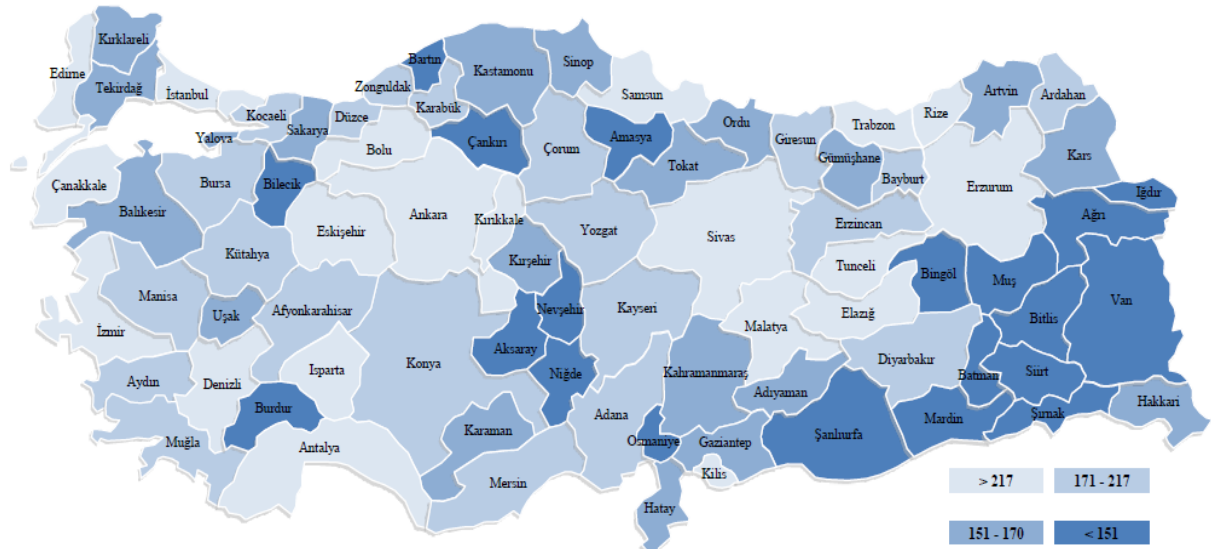 Kırklareli
Edirne
Tekirdağ
İstanbul
Kocaeli
Yalova
Sakarya
Düzce
Zonguldak
Bartın
Karabük
Kastamonu
Sinop
Samsun
Çankırı
Bolu
Çorum
Amasya
Ordu
Tokat
Giresun
Trabzon
Gümüşhane
Bayburt
Rize
Artvin
Ardahan
Kars
Erzurum
Iğdır
Ağrı
Çanakkale
Balıkesir
Bursa
Bilecik
Eskişehir
Ankara
Kırıkkale
Yozgat
Sivas
Erzincan
Tunceli
Bingöl
Muş
Van
Kütahya
Kırşehir
Manisa
Uşak
Afyonkarahisar
Nevşehir
Kayseri
Malatya
Elazığ
Bitlis
İzmir
Konya
Aksaray
Niğde
Isparta
Aydın
Denizli
Burdur
Kahramanmaraş
Adıyaman
Diyarbakır
Batman
Siirt
Şırnak
Hakkari
Mardin
Şanlıurfa
Muğla
Antalya
Karaman
Mersin
Adana
Osmaniye
Gaziantep
Kilis
Hatay
> 217
171 - 217
151 - 170
< 151